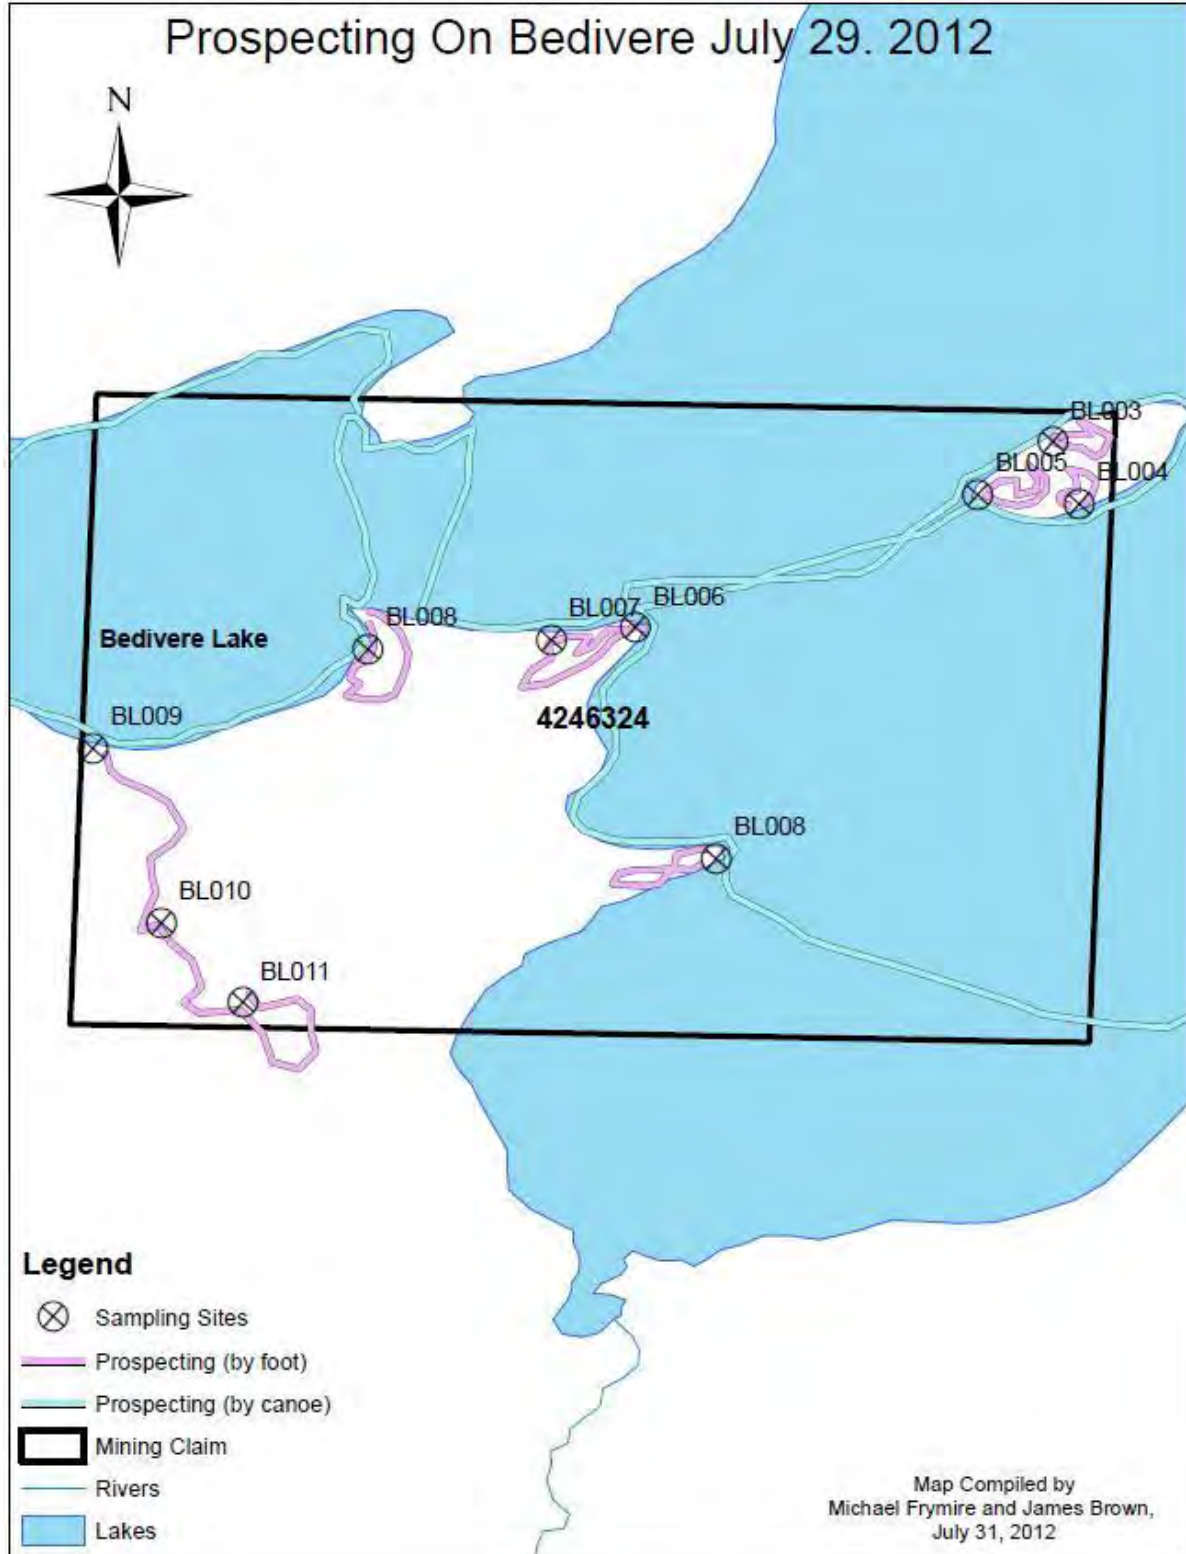 Prospecting On Bedivere July 29. 2012
N
BL003
BL005
BL004
BL007
BL006
BL008
Bedivere Lake
BL009
4246324
BL008
BL010
BL011
Legend
Sampling Sites
Prospecting (by foot)
Prospecting (by canoe)
Mining Claim
Rivers
Lakes
Map Compiled by
Michael Frymire and James Brown,
July 31, 2012